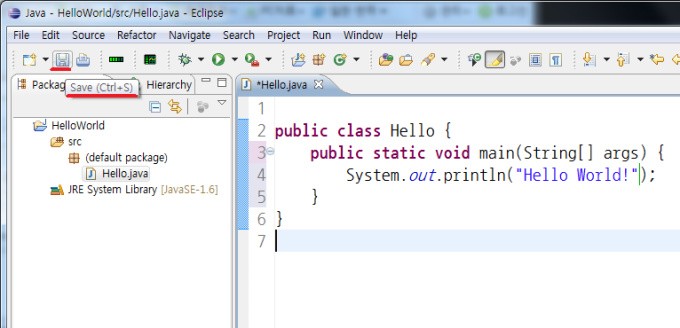 Java - HelloWorld/src/Hello.java - Eclipse
File Edit Source Refactor Navigate Search Project Run Window Help
Packag Hierarchy
Save (Ctrl+S)
HelloWorld
src
(default package)
Hello.java
JRE System Library [JavaSE-1.6]
*Hello.java
1
2 public class Hello {
3 public static void main(String[] args) {
4 System.out.println("Hello World!");
5 }
6 }
7